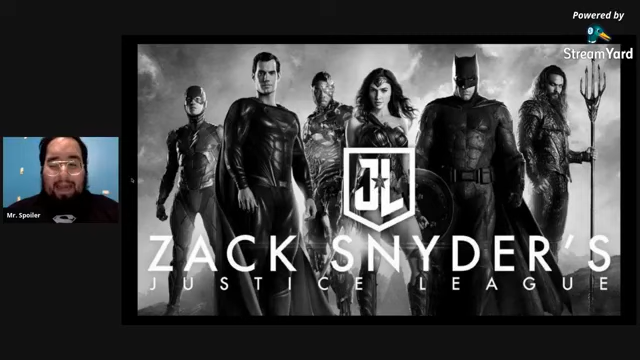 Powered by
StreamYard
JL
ZACK SNYDER'S
JUSTICE LEAGUE
Mr. Spoiler